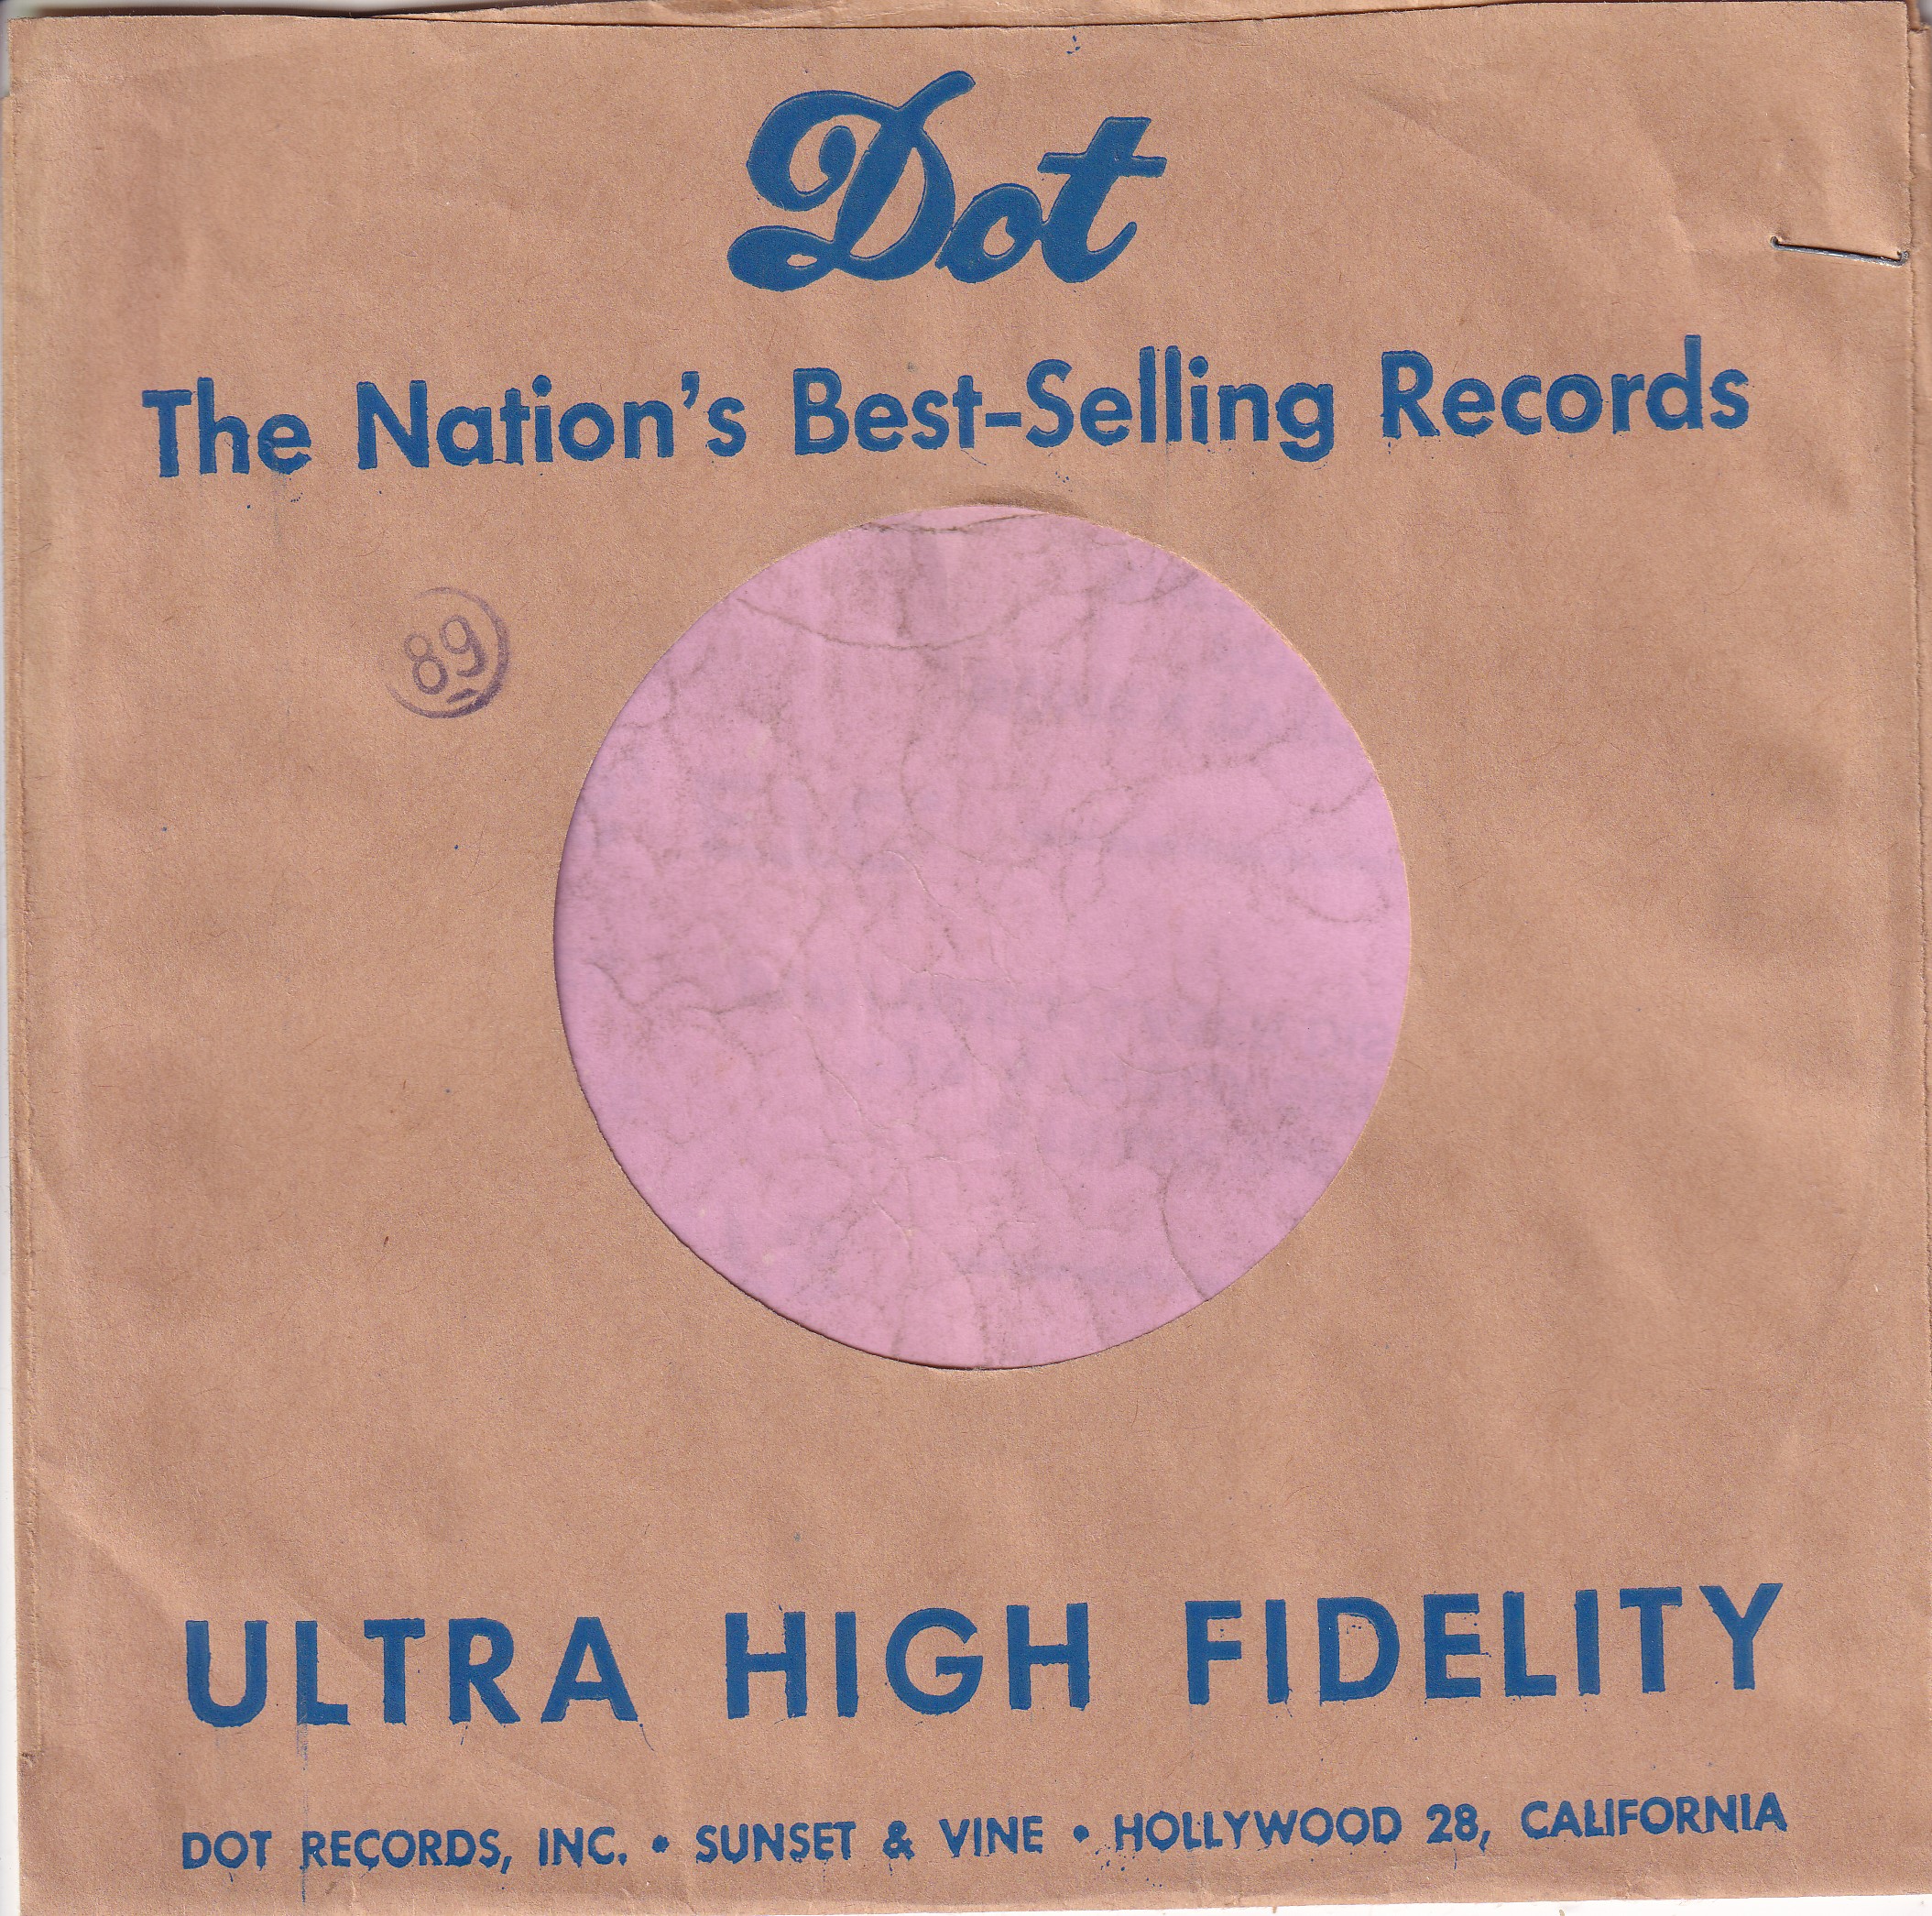 Dot
The Nation's Best-Selling Records
89
ULTRA HIGH FIDELITY
DOT RECORDS, INC. • SUNSET & VINE • HOLLYWOOD 28, CALIFORNIA